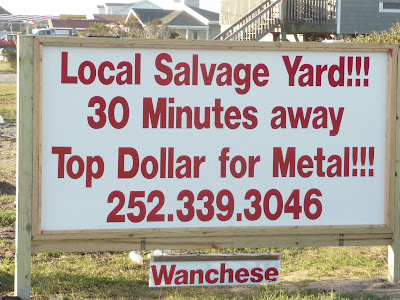 Local Salvage Yard!!!
30 Minutes away
Top Dollar for Metal!!!
252.339.3046
Wanchese